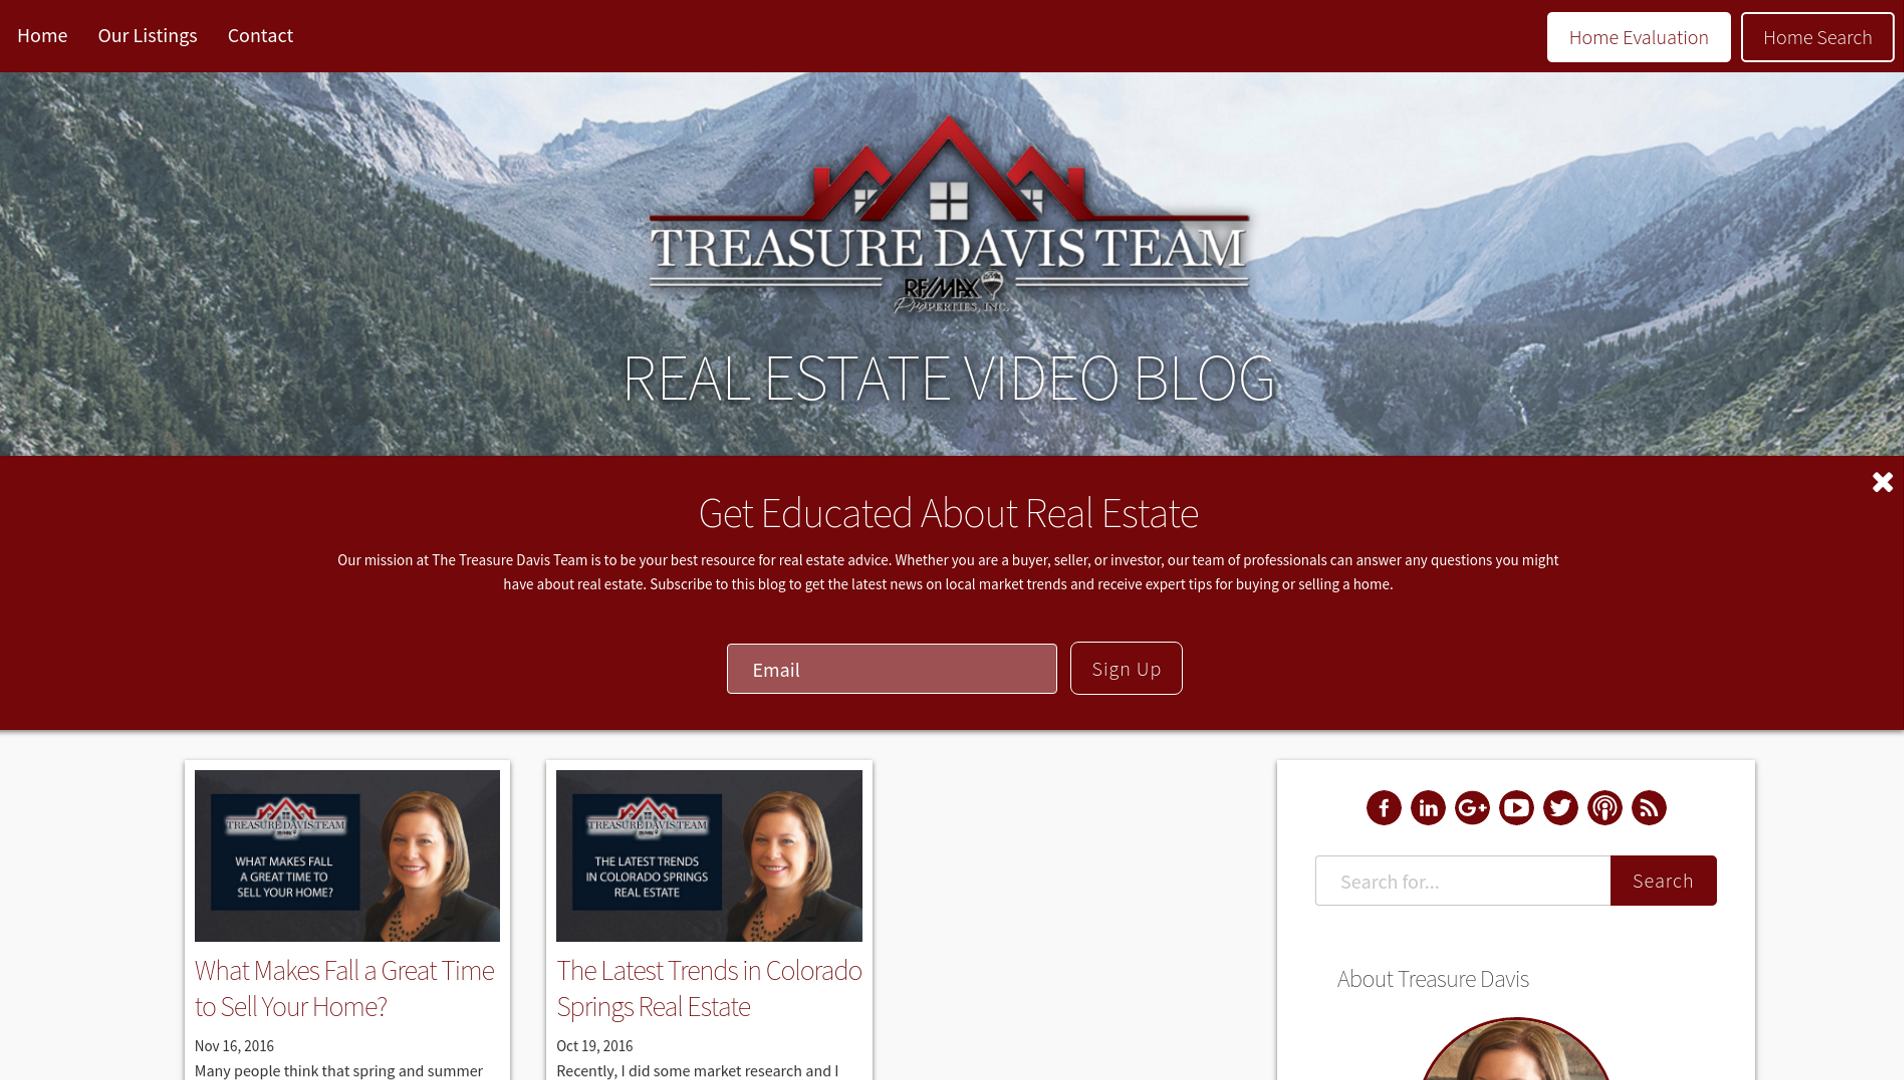 Home
Our Listings
Contact
Home Evaluation
Home Search
TREASURE DAVIS TEAM
RE/MAX
PROPERTIES, INC.
REAL ESTATE VIDEO BLOG
Get Educated About Real Estate
Our mission at The Treasure Davis Team is to be your best resource for real estate advice. Whether you are a buyer, seller, or investor, our team of professionals can answer any questions you might
have about real estate. Subscribe to this blog to get the latest news on local market trends and receive expert tips for buying or selling a home.
Email
Sign Up
TREASURE DAVIS TEAM
WHAT MAKES FALL
A GREAT TIME TO
SELL YOUR HOME?
What Makes Fall a Great Time
to Sell Your Home?
Nov 16, 2016
Many people think that spring and summer
TREASURE DAVIS TEAM
THE LATEST TRENDS
IN COLORADO SPRINGS
REAL ESTATE
The Latest Trends in Colorado
Springs Real Estate
Oct 19, 2016
Recently, I did some market research and I
Search for...
Search
About Treasure Davis